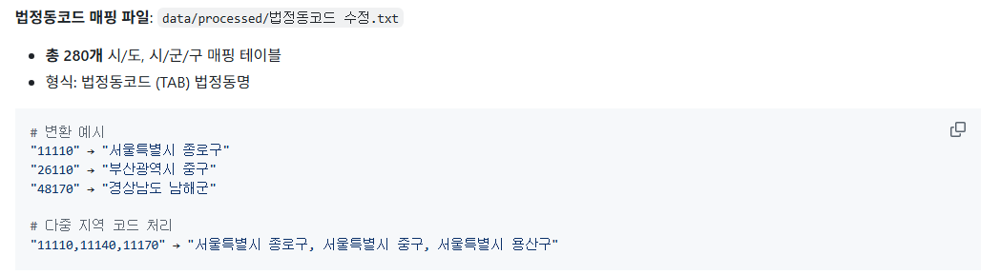 법정동코드 매핑 파일: data/processed/법정동코드 수정.txt
총 280개 시/도, 시/군/구 매핑 테이블
형식: 법정동코드 (TAB) 법정동명
# 변환 예시
"11110" → "서울특별시 종로구"
"26110" → "부산광역시 중구"
"48170" → "경상남도 남해군"
# 다중 지역 코드 처리
"11110,11140,11170" → "서울특별시 종로구, 서울특별시 중구, 서울특별시 용산구"